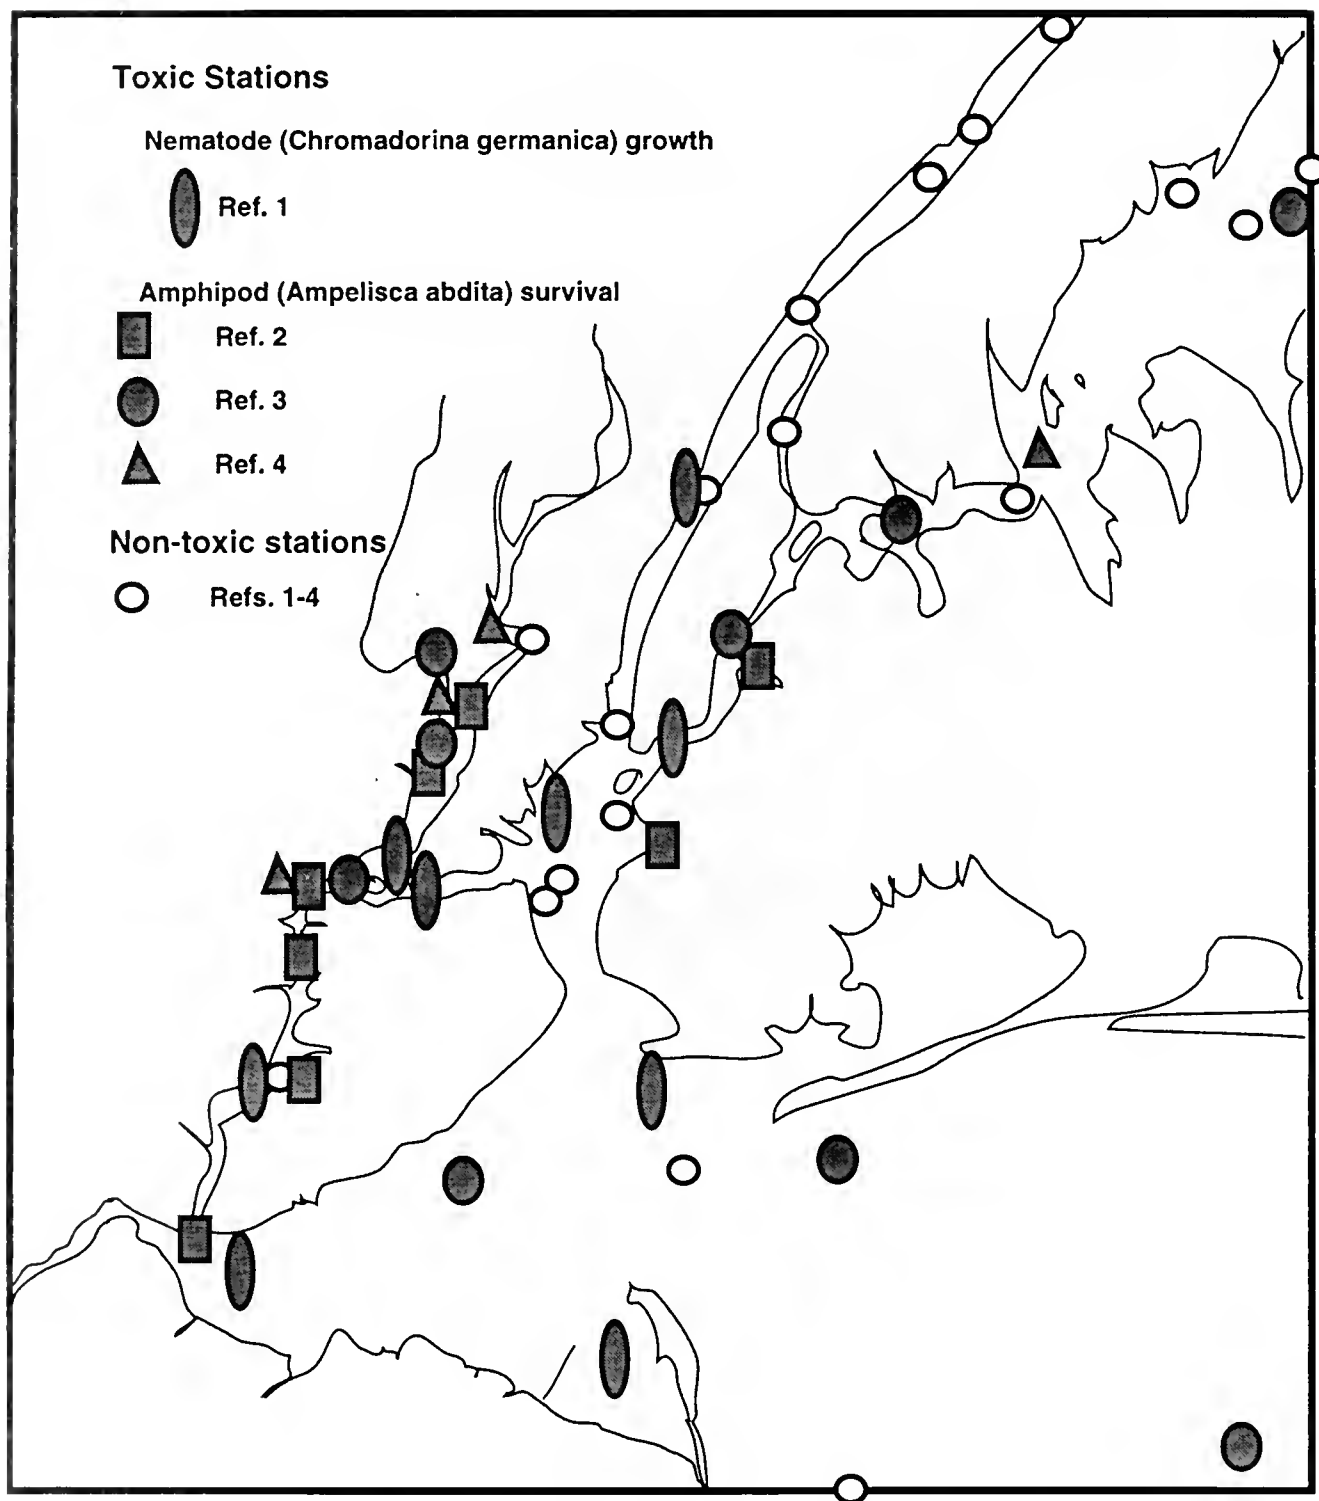 Toxic Stations
Nematode (Chromadorina germanica) growth
Ref. 1
Amphipod (Ampelisca abdita) survival
Ref. 2
Ref. 3
Ref. 4
Non-toxic stations
Refs. 1-4